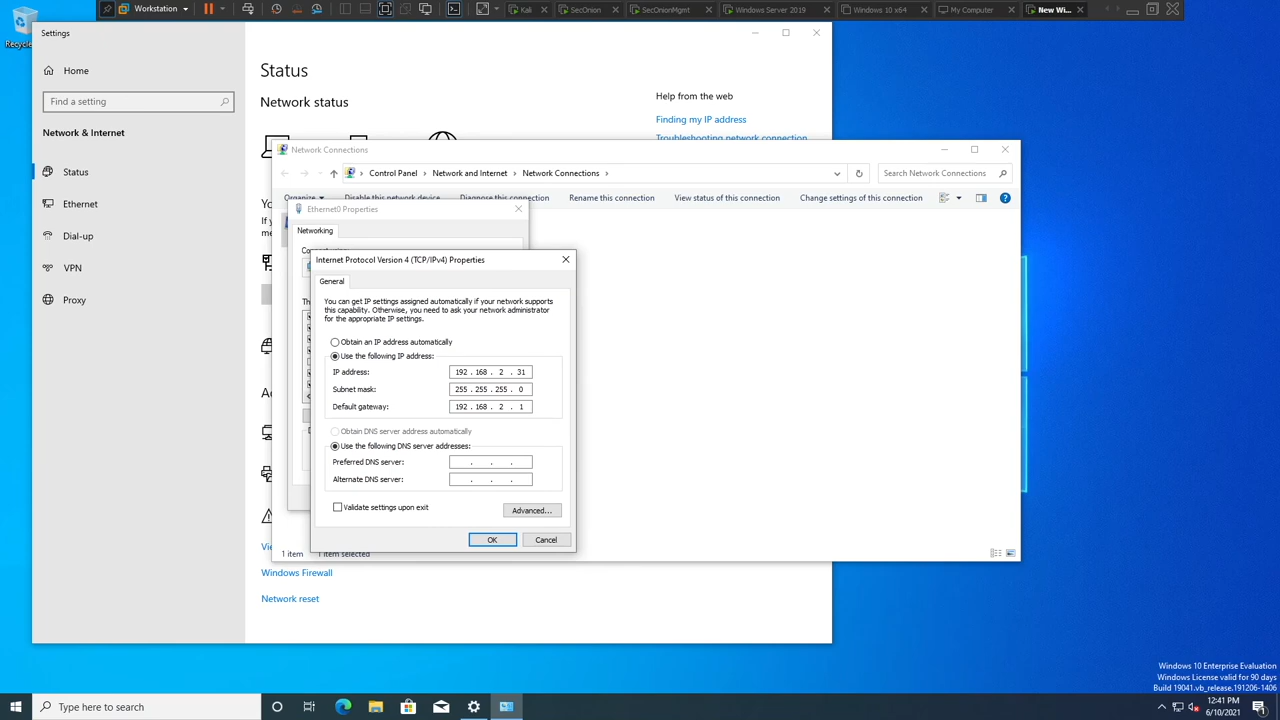 Workstation
Kali
SecOnion
SecOnionMgmt
Windows Server 2019
Windows 10 x64
My Computer
New Wi...
Recycle
Settings
Home
Find a setting
Network & Internet
Status
Ethernet
Dial-up
VPN
Proxy
Status
Network status
Help from the web
Finding my IP address
Troubleshooting network connection
Network Connections
Control Panel > Network and Internet > Network Connections >
Search Network Connections
Organize
Disable this network device
Diagnose this connection
Rename this connection
View status of this connection
Change settings of this connection
Ethernet0 Properties
Networking
Internet Protocol Version 4 (TCP/IPv4) Properties
General
You can get IP settings assigned automatically if your network supports
this capability. Otherwise, you need to ask your network administrator
for the appropriate IP settings.
Obtain an IP address automatically
Use the following IP address:
IP address: 192 . 168 . 2 . 31
Subnet mask: 255 . 255 . 255 . 0
Default gateway: 192 . 168 . 2 . 1
Obtain DNS server address automatically
Use the following DNS server addresses:
Preferred DNS server: . . .
Alternate DNS server: . . .
Validate settings upon exit
Advanced...
OK
Cancel
1 item
1 item selected
Windows Firewall
Network reset
Windows 10 Enterprise Evaluation
Windows License valid for 90 days
Build 19041.vb_release.191206-1406
Type here to search
12:41 PM
6/10/2021
1